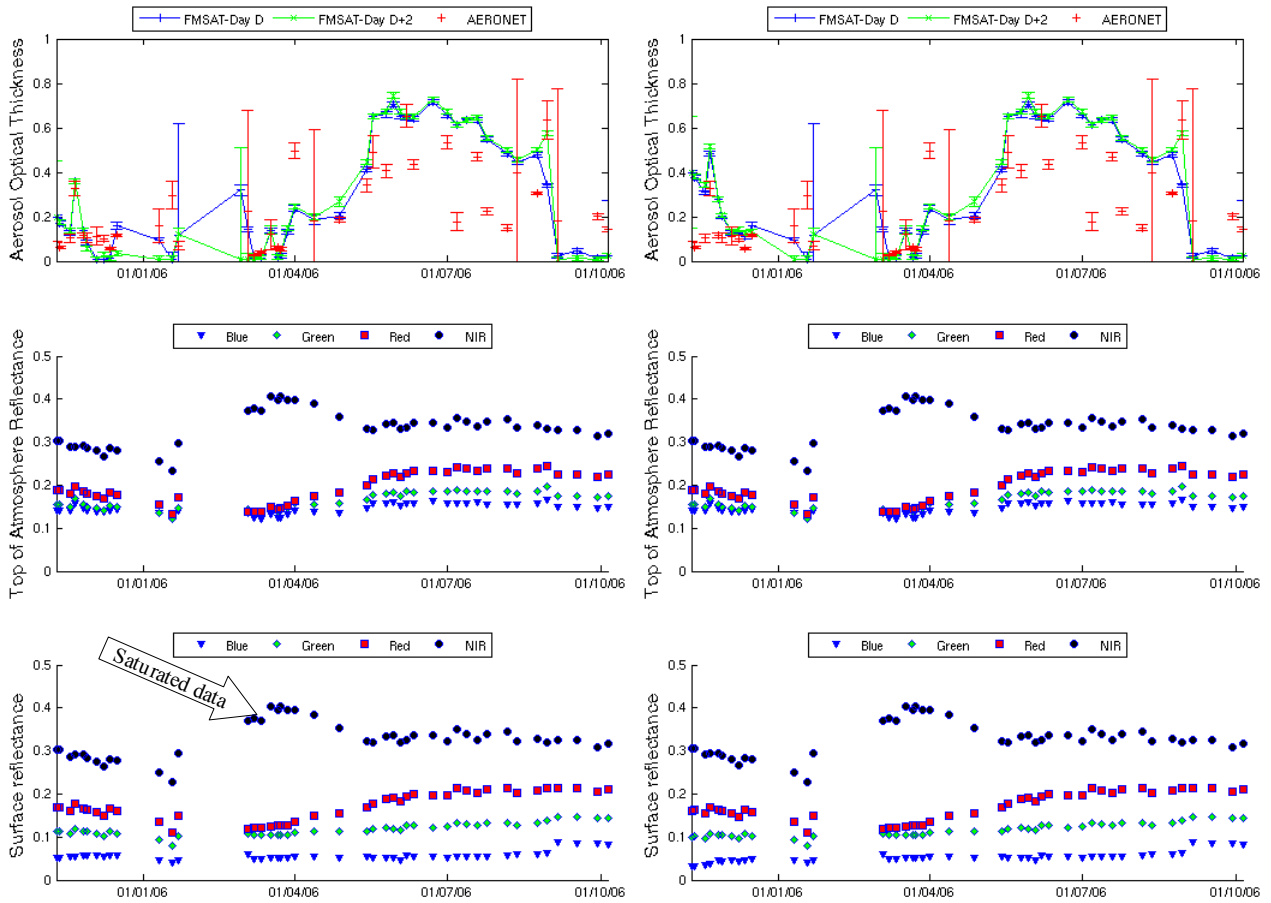 FMSAT-Day D FMSAT-Day D+2 AERONET
FMSAT-Day D FMSAT-Day D+2 AERONET
Aerosol Optical Thickness
1
0.8
0.6
0.4
0.2
0
01/01/06 01/04/06 01/07/06 01/10/06
Aerosol Optical Thickness
1
0.8
0.6
0.4
0.2
0
01/01/06 01/04/06 01/07/06 01/10/06
Blue Green Red NIR
Blue Green Red NIR
Top of Atmosphere Reflectance
0.5
0.4
0.3
0.2
0.1
0
01/01/06 01/04/06 01/07/06 01/10/06
Top of Atmosphere Reflectance
0.5
0.4
0.3
0.2
0.1
0
01/01/06 01/04/06 01/07/06 01/10/06
Blue Green Red NIR
Blue Green Red NIR
Surface reflectance
0.5
0.4
0.3
0.2
0.1
0
Saturated data
01/01/06 01/04/06 01/07/06 01/10/06
Surface reflectance
0.5
0.4
0.3
0.2
0.1
0
01/01/06 01/04/06 01/07/06 01/10/06